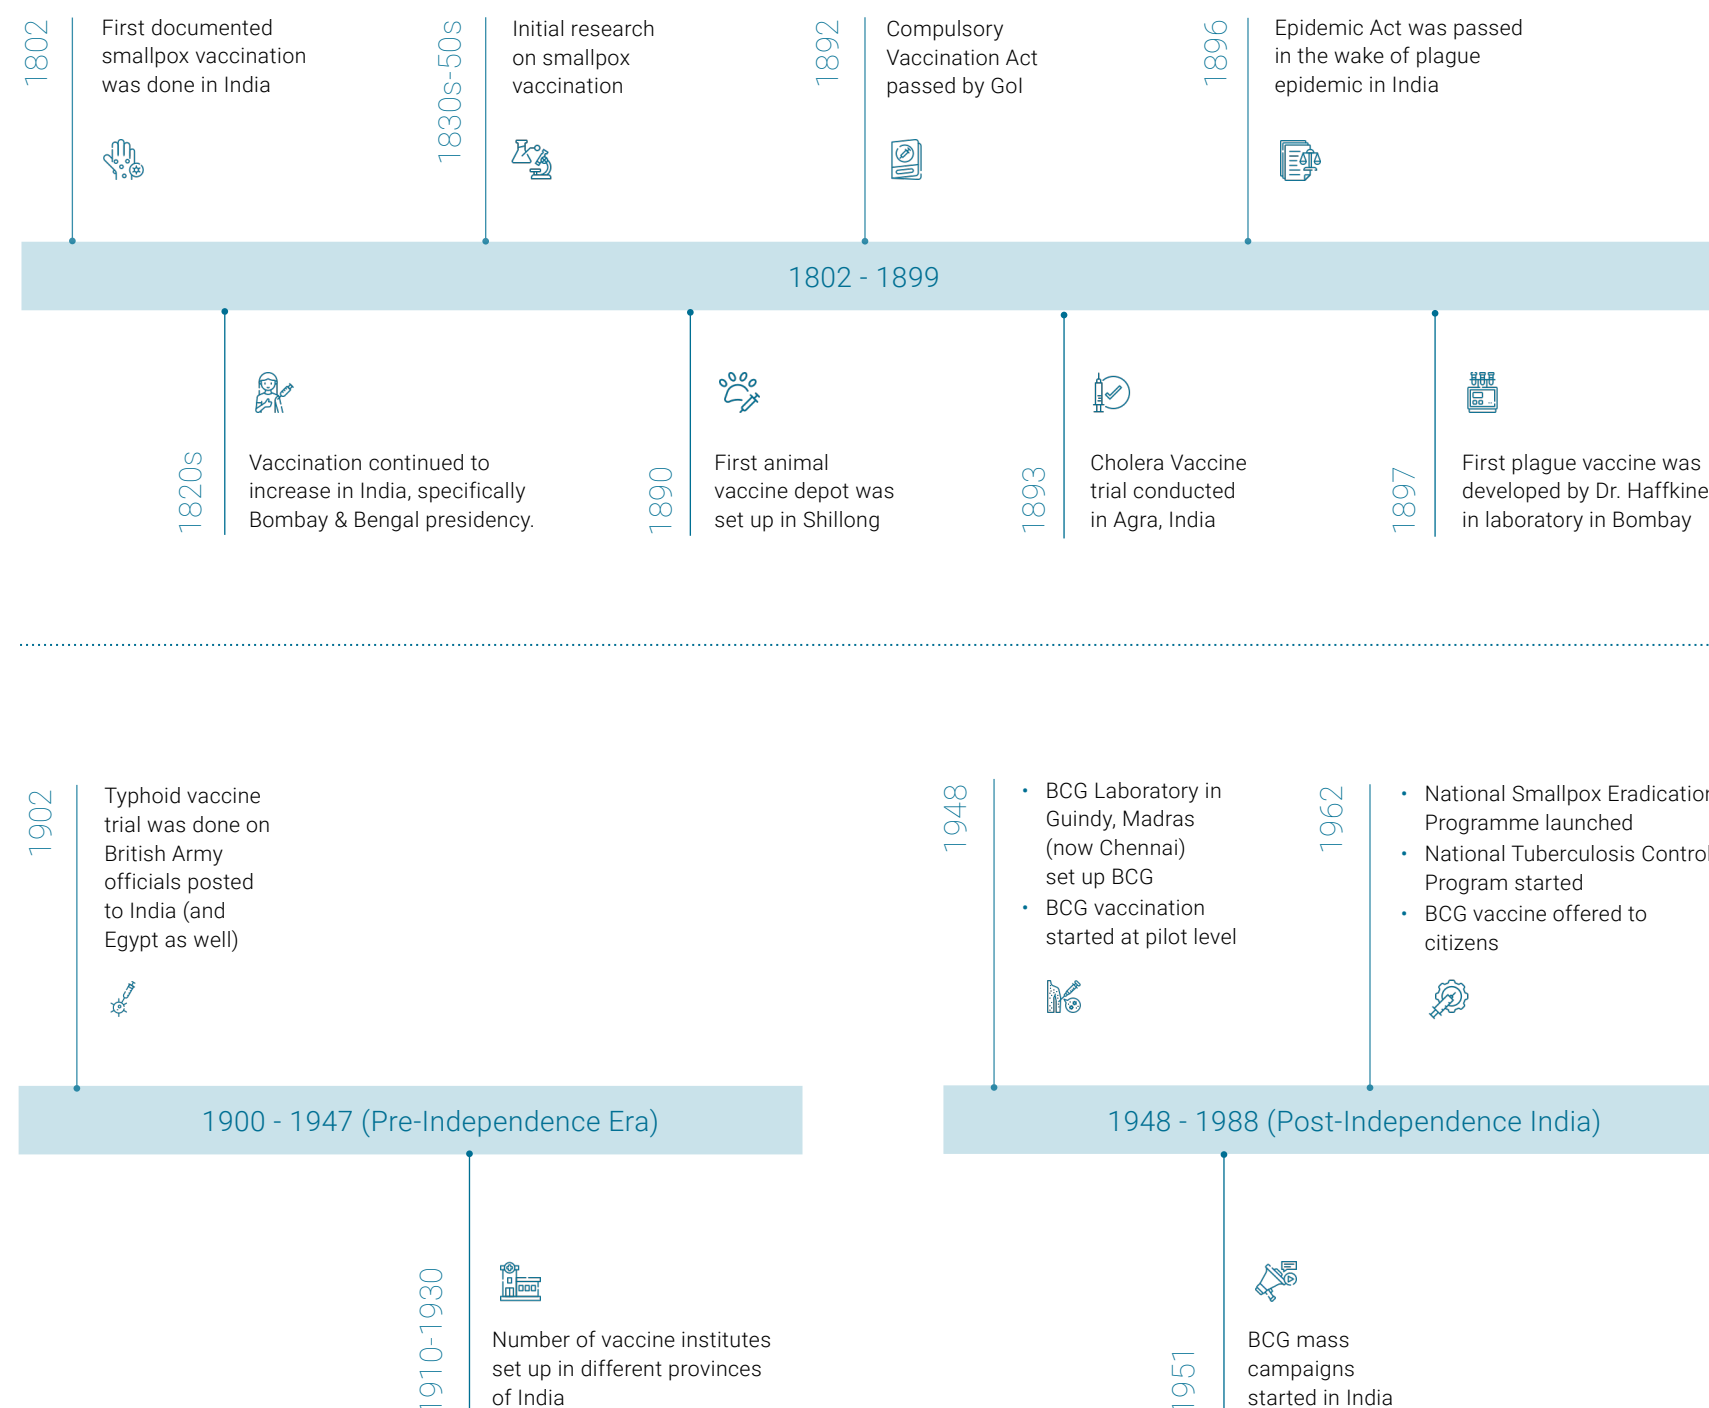 1802
First documented
smallpox vaccination
was done in India
1830s-50s
Initial research
on smallpox
vaccination
1892
Compulsory
Vaccination Act
passed by GoI
1896
Epidemic Act was passed
in the wake of plague
epidemic in India
1802 - 1899
1820s
Vaccination continued to
increase in India, specifically
Bombay & Bengal presidency.
1890
First animal
vaccine depot was
set up in Shillong
1893
Cholera Vaccine
trial conducted
in Agra, India
1897
First plague vaccine was
developed by Dr. Haffkine
in laboratory in Bombay
1902
Typhoid vaccine
trial was done on
British Army
officials posted
to India (and
Egypt as well)
1900 - 1947 (Pre-Independence Era)
1910-1930
Number of vaccine institutes
set up in different provinces
of India
1948
• BCG Laboratory in
Guindy, Madras
(now Chennai)
set up BCG
• BCG vaccination
started at pilot level
1962
• National Smallpox Eradication
Programme launched
• National Tuberculosis Control
Program started
• BCG vaccine offered to
citizens
1948 - 1988 (Post-Independence India)
1951
BCG mass
campaigns
started in India